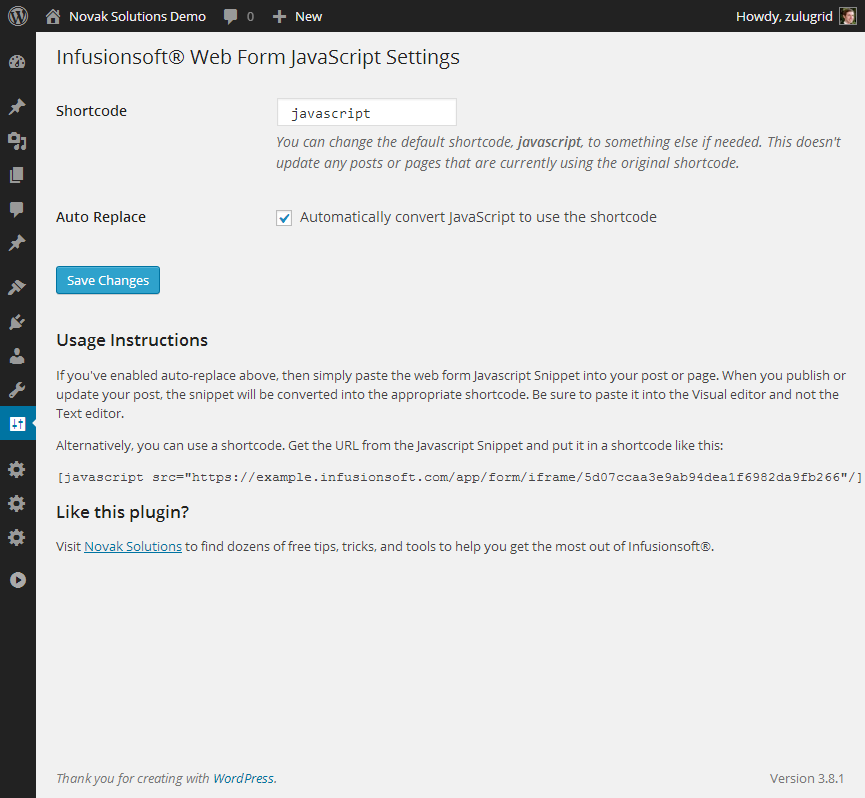 Novak Solutions Demo 0 New Howdy, zulugrid
Infusionsoft® Web Form JavaScript Settings
Shortcode javascript
You can change the default shortcode, javascript, to something else if needed. This doesn't
update any posts or pages that are currently using the original shortcode.
Auto Replace Automatically convert JavaScript to use the shortcode
Save Changes
Usage Instructions
If you've enabled auto-replace above, then simply paste the web form Javascript Snippet into your post or page. When you publish or
update your post, the snippet will be converted into the appropriate shortcode. Be sure to paste it into the Visual editor and not the
Text editor.
Alternatively, you can use a shortcode. Get the URL from the Javascript Snippet and put it in a shortcode like this:
[javascript src="https://example.infusionsoft.com/app/form/iframe/5d07ccaa3e9ab94dea1f6982da9fb266"/]
Like this plugin?
Visit Novak Solutions to find dozens of free tips, tricks, and tools to help you get the most out of Infusionsoft®.
Thank you for creating with WordPress. Version 3.8.1